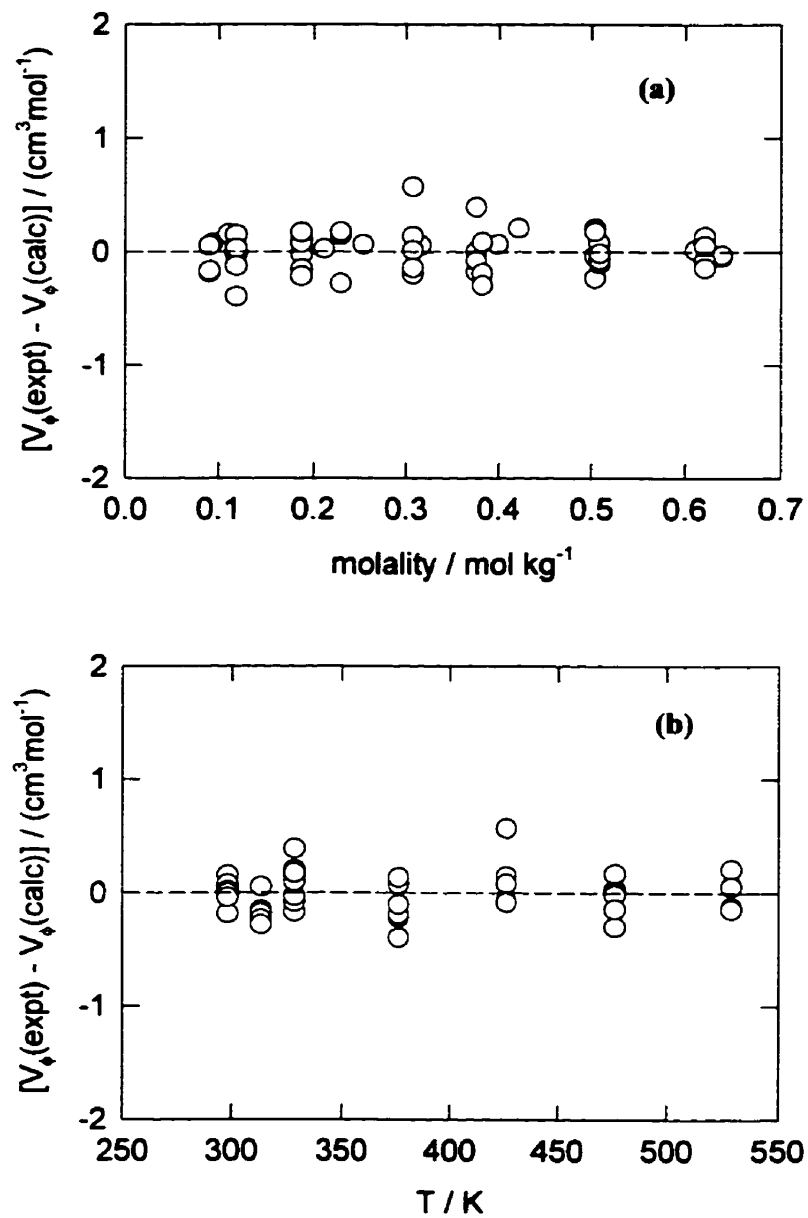 2
(a)
1
0
-1
-2
[V_ϕ(expt) - V_ϕ(calc)] / (cm³mol⁻¹)
0.0 0.1 0.2 0.3 0.4 0.5 0.6 0.7
molality / mol kg⁻¹
2
(b)
1
0
-1
-2
[V_ϕ(expt) - V_ϕ(calc)] / (cm³mol⁻¹)
250 300 350 400 450 500 550
T / K